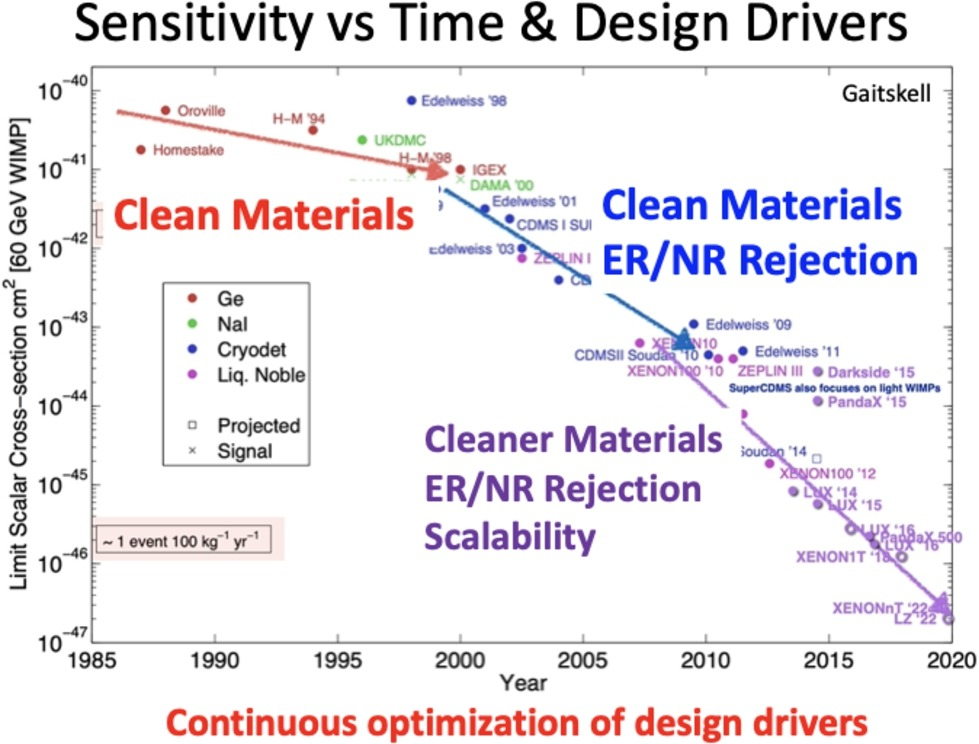 Sensitivity vs Time & Design Drivers
Gaitskell
Limit Scalar Cross−section cm² [60 GeV WIMP]
10⁻⁴⁰
10⁻⁴¹
10⁻⁴²
10⁻⁴³
10⁻⁴⁴
10⁻⁴⁵
10⁻⁴⁶
10⁻⁴⁷
Edelweiss '98
Oroville
H−M '94
UKDMC
Homestake
H−M '98
IGEX
DAMA '00
Clean Materials
Edelweiss '01
CDMS I SUI
Edelweiss '03
ZEPLIN I
Clean Materials
ER/NR Rejection
Ge
NaI
Cryodet
Liq. Noble
Projected
Signal
Edelweiss '09
XENON10
CDMSII Soudan '10
Edelweiss '11
XENON100 '10
ZEPLIN III
Darkside '15
SuperCDMS also focuses on light WIMPs
PandaX '15
Cleaner Materials
ER/NR Rejection
Scalability
Soudan '14
XENON100 '12
LUX '14
LUX '15
LUX '16
PandaX 500
LUX '16
XENON1T '18
XENONnT '22
LZ '22
~ 1 event 100 kg⁻¹ yr⁻¹
1985
1990
1995
2000
2005
2010
2015
2020
Year
Continuous optimization of design drivers